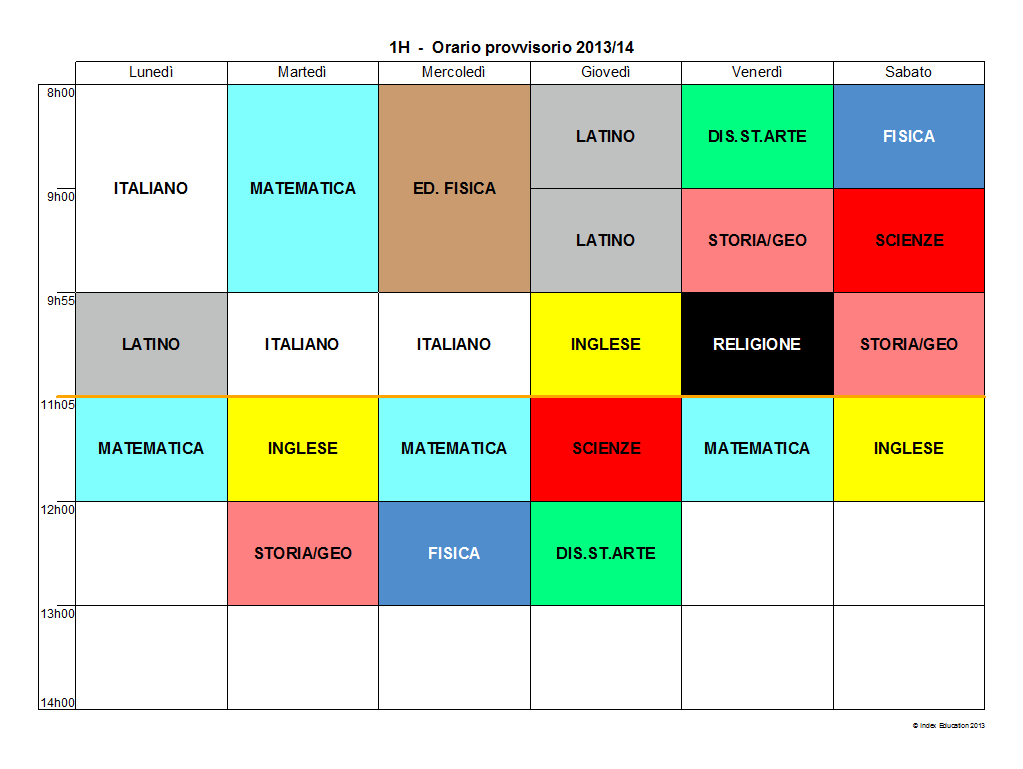 1H - Orario provvisorio 2013/14
Lunedì Martedì Mercoledì Giovedì Venerdì Sabato
8h00
LATINO DIS.ST.ARTE FISICA
ITALIANO MATEMATICA ED. FISICA
9h00
LATINO STORIA/GEO SCIENZE
9h55
LATINO ITALIANO ITALIANO INGLESE RELIGIONE STORIA/GEO
11h05
MATEMATICA INGLESE MATEMATICA SCIENZE MATEMATICA INGLESE
12h00
STORIA/GEO FISICA DIS.ST.ARTE
13h00
14h00
© Index Education 2013